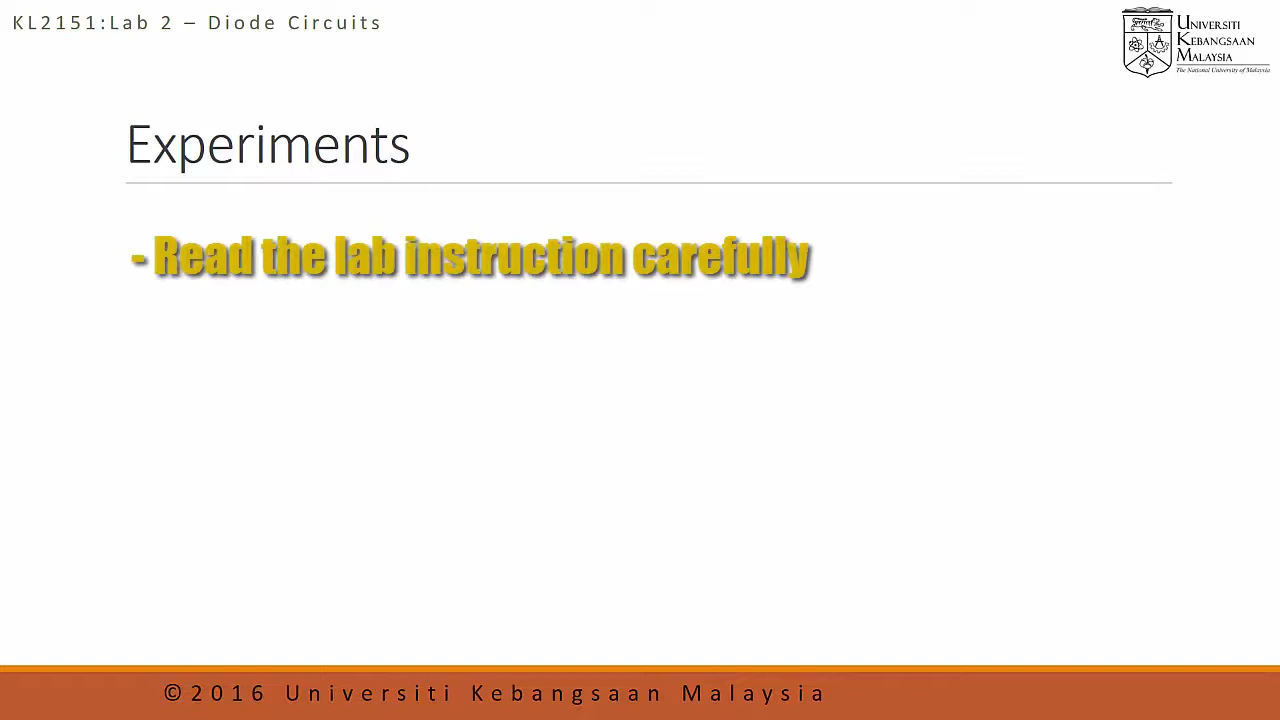 KL2151:Lab 2 – Diode Circuits
UNIVERSITI
KEBANGSAAN
MALAYSIA
The National University of Malaysia
Experiments
- Read the lab instruction carefully
©2016 Universiti Kebangsaan Malaysia